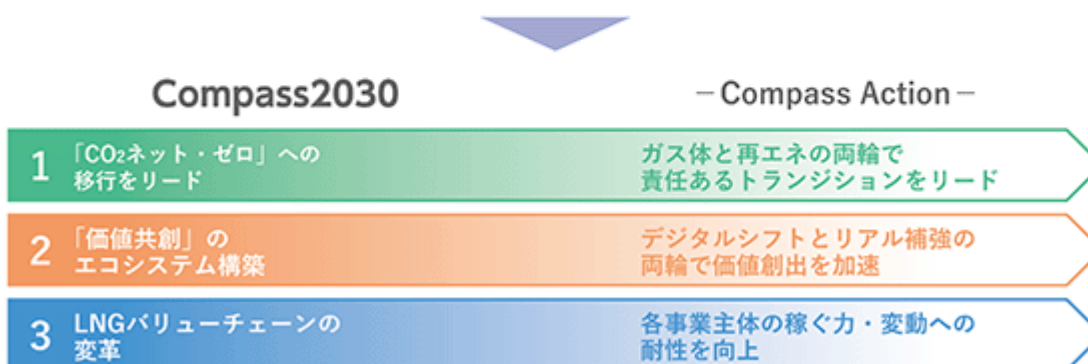 Compass2030
－Compass Action－
1
「CO₂ネット・ゼロ」への
移行をリード
ガス体と再エネの両輪で
責任あるトランジションをリード
2
「価値共創」の
エコシステム構築
デジタルシフトとリアル補強の
両輪で価値創出を加速
3
LNGバリューチェーンの
変革
各事業主体の稼ぐ力・変動への
耐性を向上